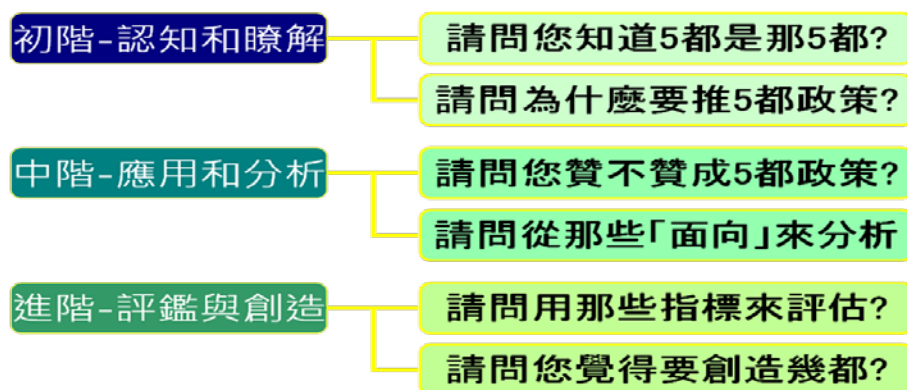 初階-認知和瞭解
請問您知道5都是那5都?
請問為什麼要推5都政策?
中階-應用和分析
請問您贊不贊成5都政策?
請問從那些「面向」來分析
進階-評鑑與創造
請問用那些指標來評估?
請問您覺得要創造幾都?